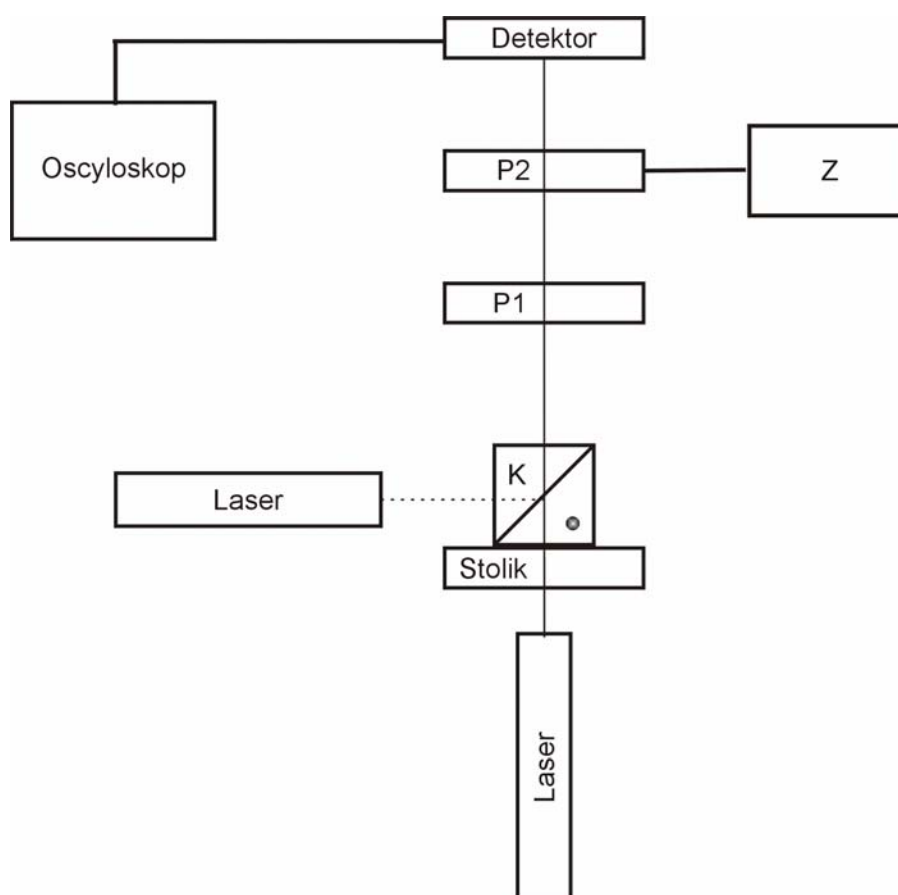 Detektor
Oscyloskop
P2
Z
P1
K
Laser
Stolik
Laser